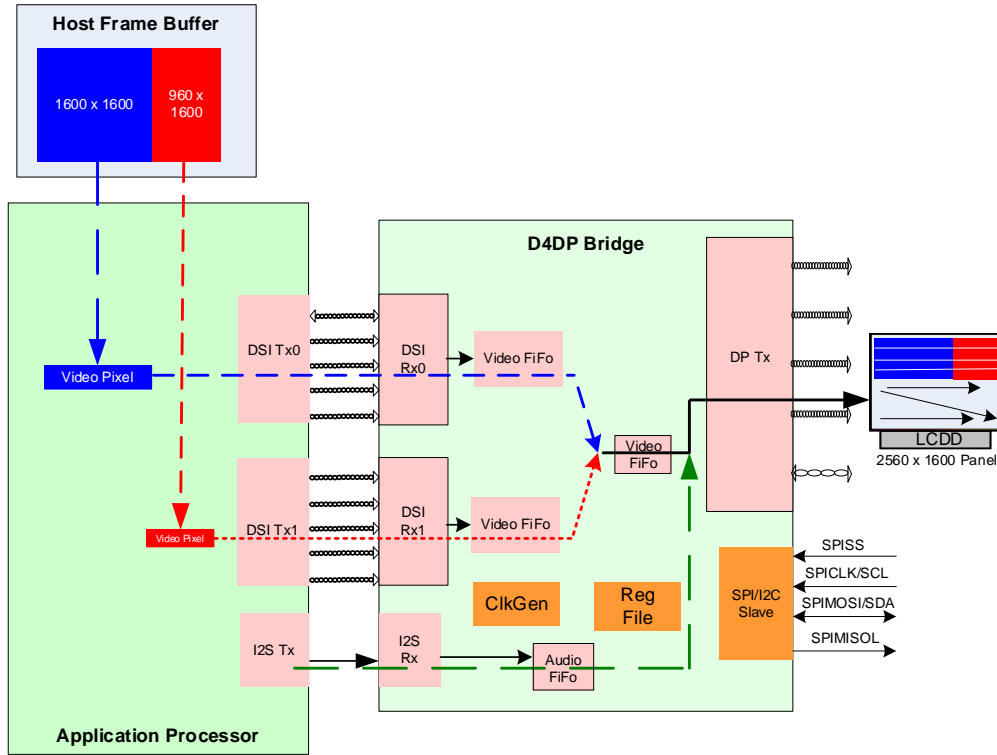 Host Frame Buffer
1600 x 1600
960 x
1600
D4DP Bridge
DSI Tx0
DSI
Rx0
Video FiFo
DP Tx
Video Pixel
LCDD
2560 x 1600 Panel
Video
FiFo
DSI Tx1
DSI
Rx1
Video FiFo
Video Pixel
SPISS
SPICLK/SCL
SPIMOSI/SDA
SPIMISOL
SPI/I2C
Slave
ClkGen
Reg
File
I2S Tx
I2S
Rx
Audio
FiFo
Application Processor